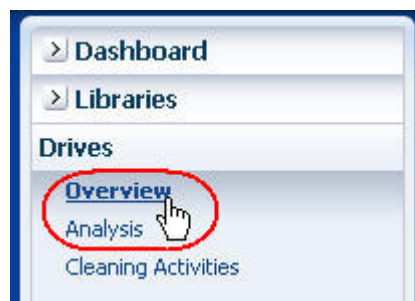 Dashboard
Libraries
Drives
Overview
Analysis
Cleaning Activities